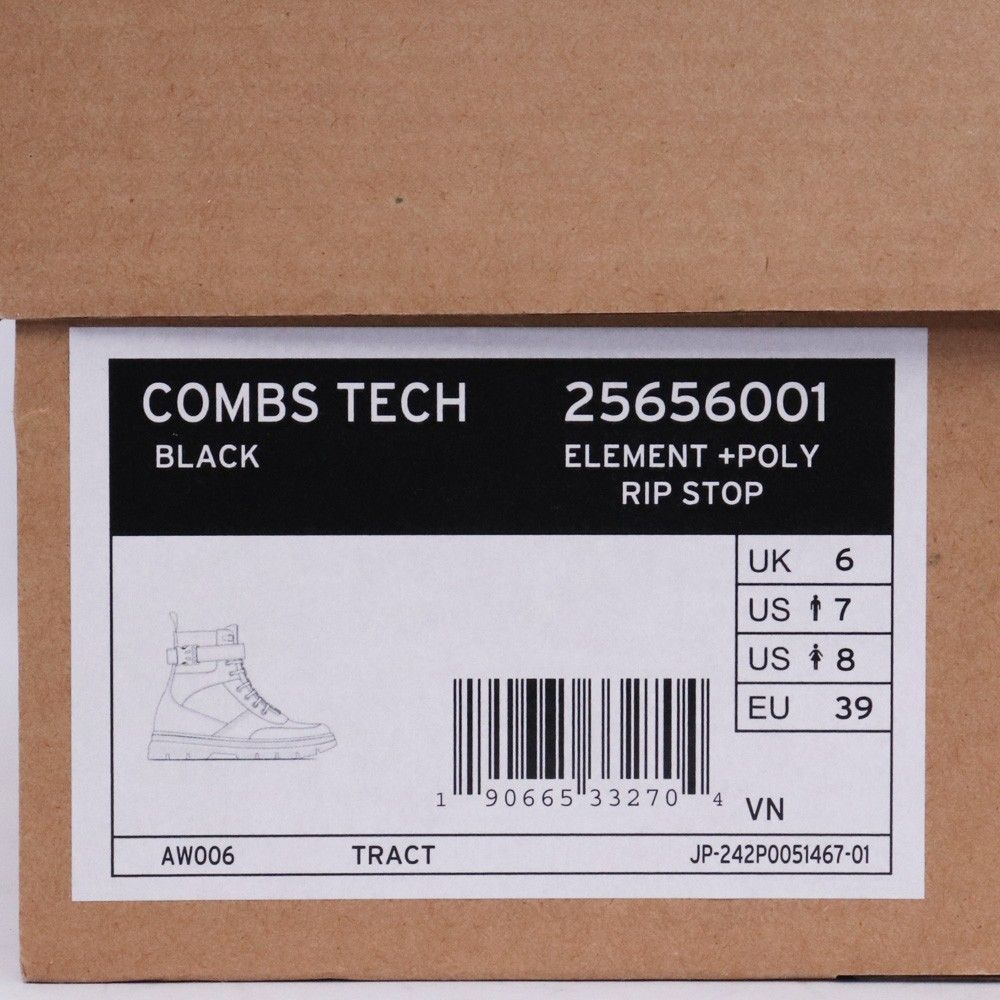 COMBS TECH 25656001
BLACK ELEMENT +POLY
RIP STOP
UK 6
US 7
US 8
EU 39
1 90665 33270 4
VN
AW006 TRACT JP-242P0051467-01